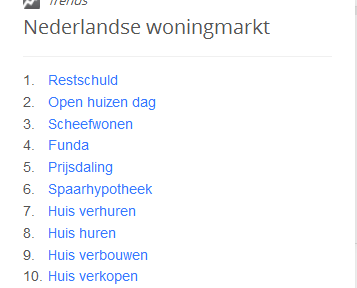 Trends
Nederlandse woningmarkt
1. Restschuld
2. Open huizen dag
3. Scheefwonen
4. Funda
5. Prijsdaling
6. Spaarhypotheek
7. Huis verhuren
8. Huis huren
9. Huis verbouwen
10. Huis verkopen